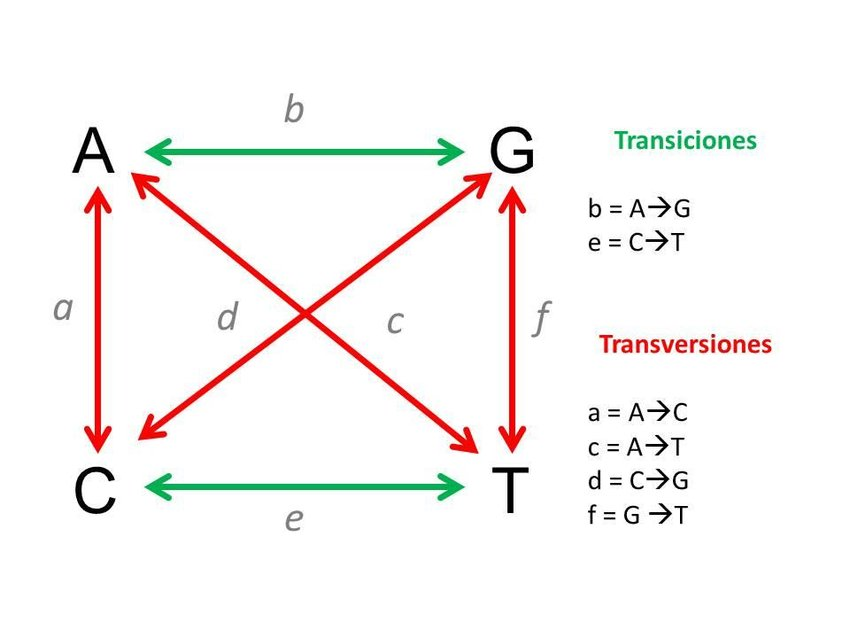 b
A
G
Transiciones
b = A→G
e = C→T
a
d
c
f
Transversiones
a = A→C
c = A→T
d = C→G
f = G →T
C
T
e